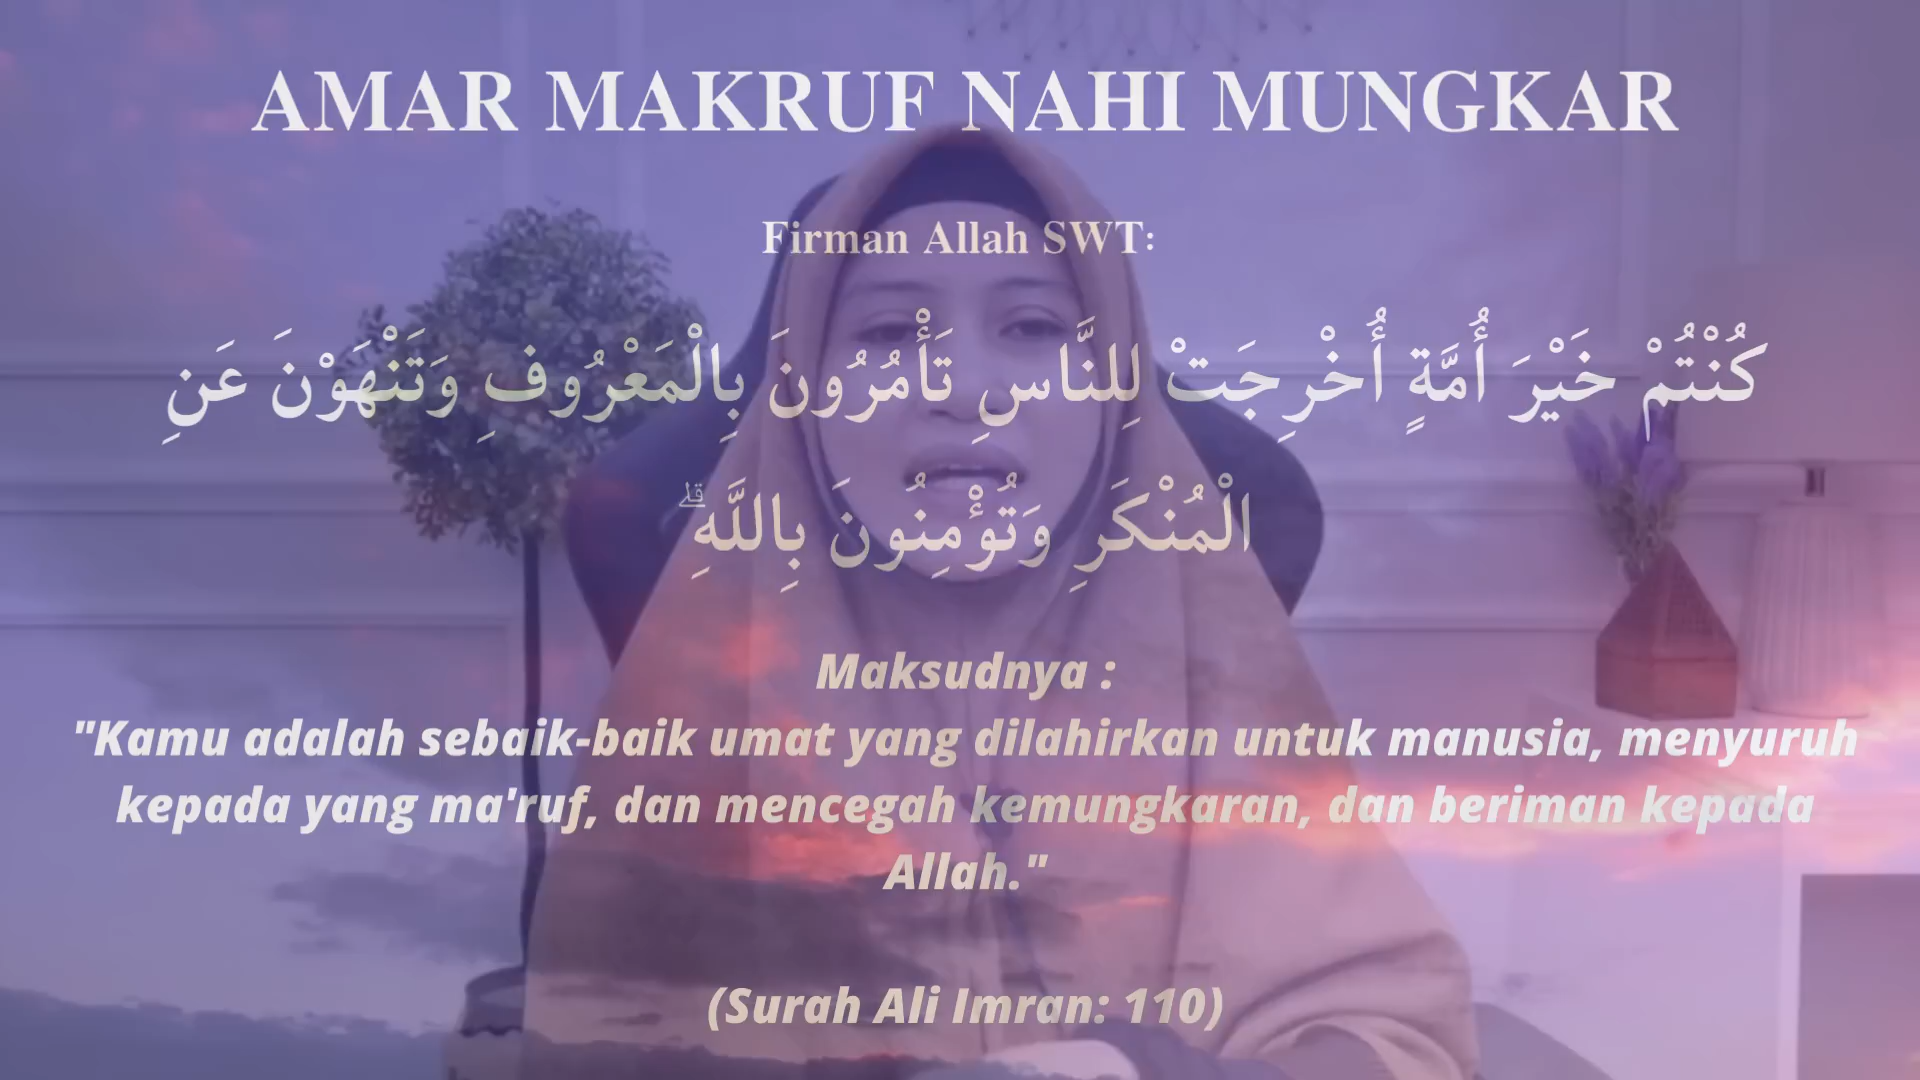 AMAR MAKRUF NAHI MUNGKAR
Firman Allah SWT:
كُنْتُمْ خَيْرَ أُمَّةٍ أُخْرِجَتْ لِلنَّاسِ تَأْمُرُونَ بِالْمَعْرُوفِ وَتَنْهَوْنَ عَنِ
الْمُنْكَرِ وَتُؤْمِنُونَ بِاللَّهِ ۗ
Maksudnya :
"Kamu adalah sebaik-baik umat yang dilahirkan untuk manusia, menyuruh
kepada yang ma'ruf, dan mencegah kemungkaran, dan beriman kepada
Allah."
(Surah Ali Imran: 110)